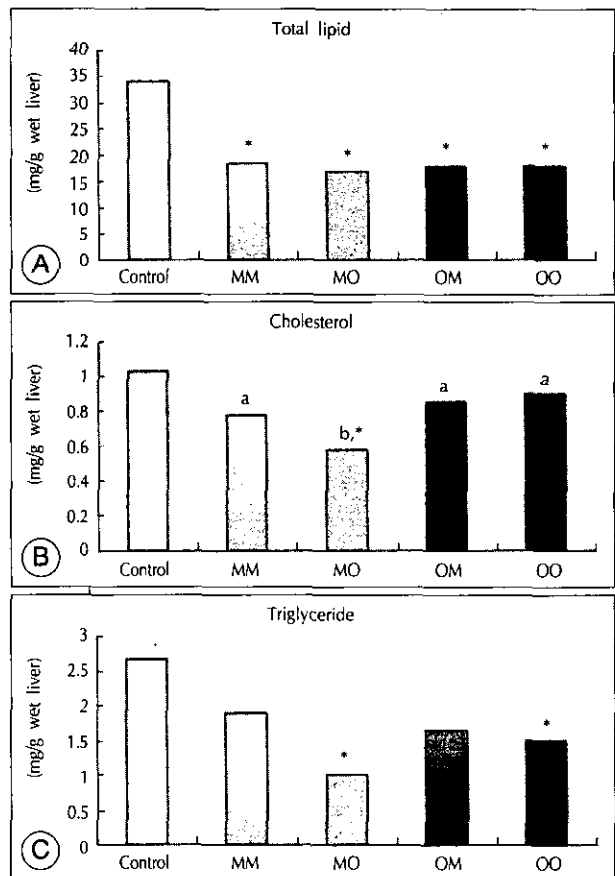 Total lipid
(mg/g wet liver)
40
35
30
25
20
15
10
5
0
*
*
*
*
A
Control
MM
MO
OM
OO
Cholesterol
(mg/g wet liver)
1.2
1
0.8
0.6
0.4
0.2
0
a
b,*
a
a
B
Control
MM
MO
OM
OO
Triglyceride
(mg/g wet liver)
3
2.5
2
1.5
1
0.5
0
*
*
C
Control
MM
MO
OM
OO